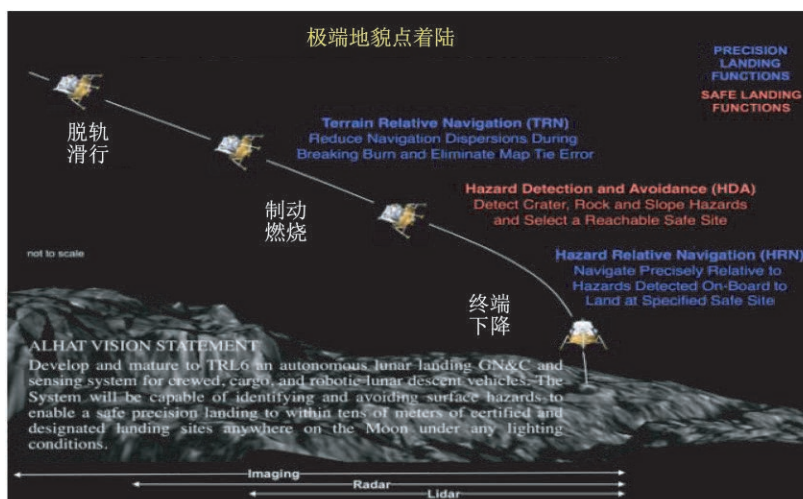 极端地貌点着陆
PRECISION
LANDING
FUNCTIONS
SAFE LANDING
FUNCTIONS
脱轨
滑行
Terrain Relative Navigation (TRN)
Reduce Navigation Dispersions During
Breaking Burn and Eliminate Map Tie Error
制动
燃烧
Hazard Detection and Avoidance (HDA)
Detect Crater, Rock and Slope Hazards
and Select a Reachable Safe Site
not to scale
Hazard Relative Navigation (HRN)
Navigate Precisely Relative to
Hazards Detected On-Board to
Land at Specified Safe Site
终端
下降
ALHAT VISION STATEMENT
Develop and mature to TRL6 an autonomous lunar landing GN&C and
sensing system for crewed, cargo, and robotic lunar descent vehicles. The
System will be capable of identifying and avoiding surface hazards to
enable a safe precision landing to within tens of meters of certified and
designated landing sites anywhere on the Moon under any lighting
conditions.
Imaging
Radar
Lidar